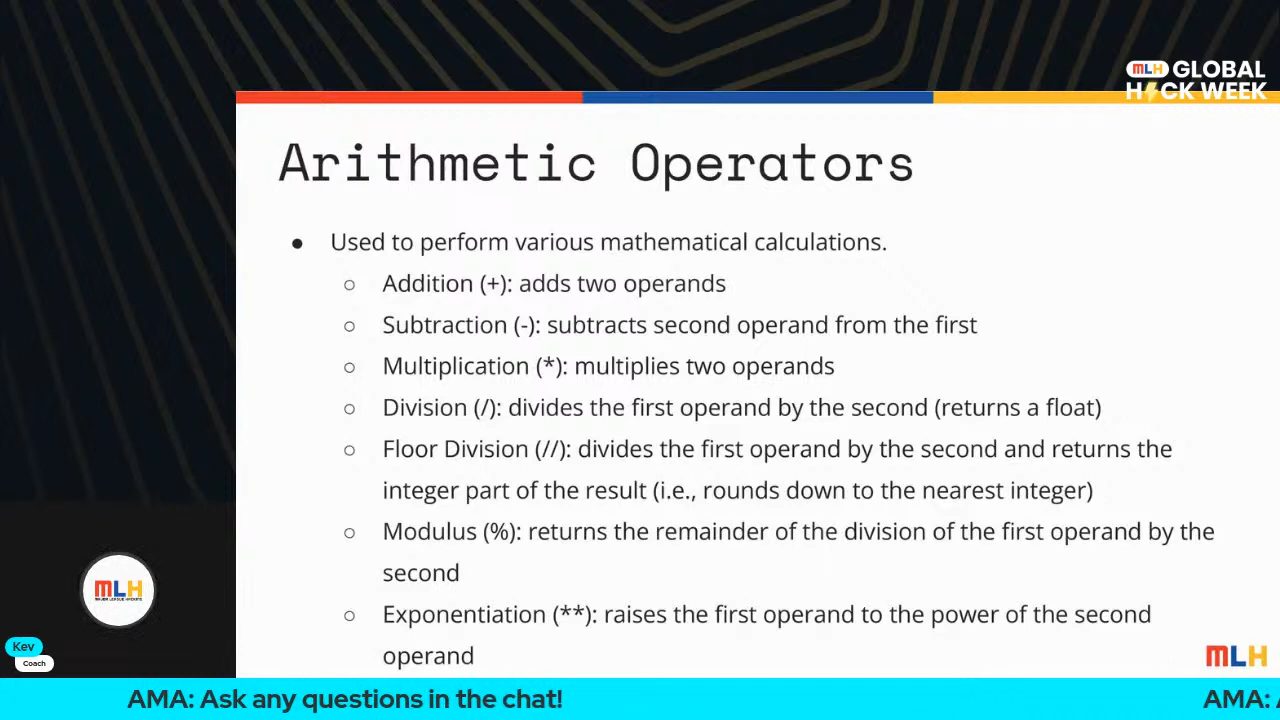 MLH GLOBAL
HACK WEEK
Arithmetic Operators
● Used to perform various mathematical calculations.
○ Addition (+): adds two operands
○ Subtraction (-): subtracts second operand from the first
○ Multiplication (*): multiplies two operands
○ Division (/): divides the first operand by the second (returns a float)
○ Floor Division (//): divides the first operand by the second and returns the
integer part of the result (i.e., rounds down to the nearest integer)
○ Modulus (%): returns the remainder of the division of the first operand by the
second
○ Exponentiation (**): raises the first operand to the power of the second
operand
MLH
MAJOR LEAGUE HACKING
Kev
Coach
MLH
AMA: Ask any questions in the chat!
AMA: